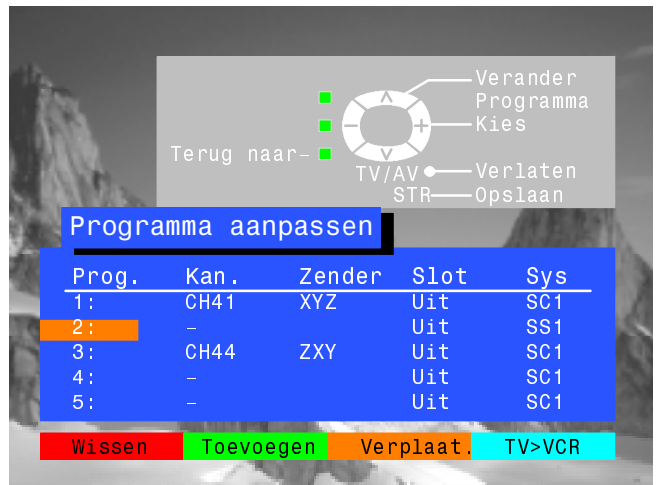 Verander
Programma
Kies
Terug naar
TV/AV Verlaten
STR Opslaan
Programma aanpassen
Prog. Kan. Zender Slot Sys
1: CH41 XYZ Uit SC1
2: – Uit SS1
3: CH44 ZXY Uit SC1
4: – Uit SC1
5: – Uit SC1
Wissen Toevoegen Verplaat. TV>VCR